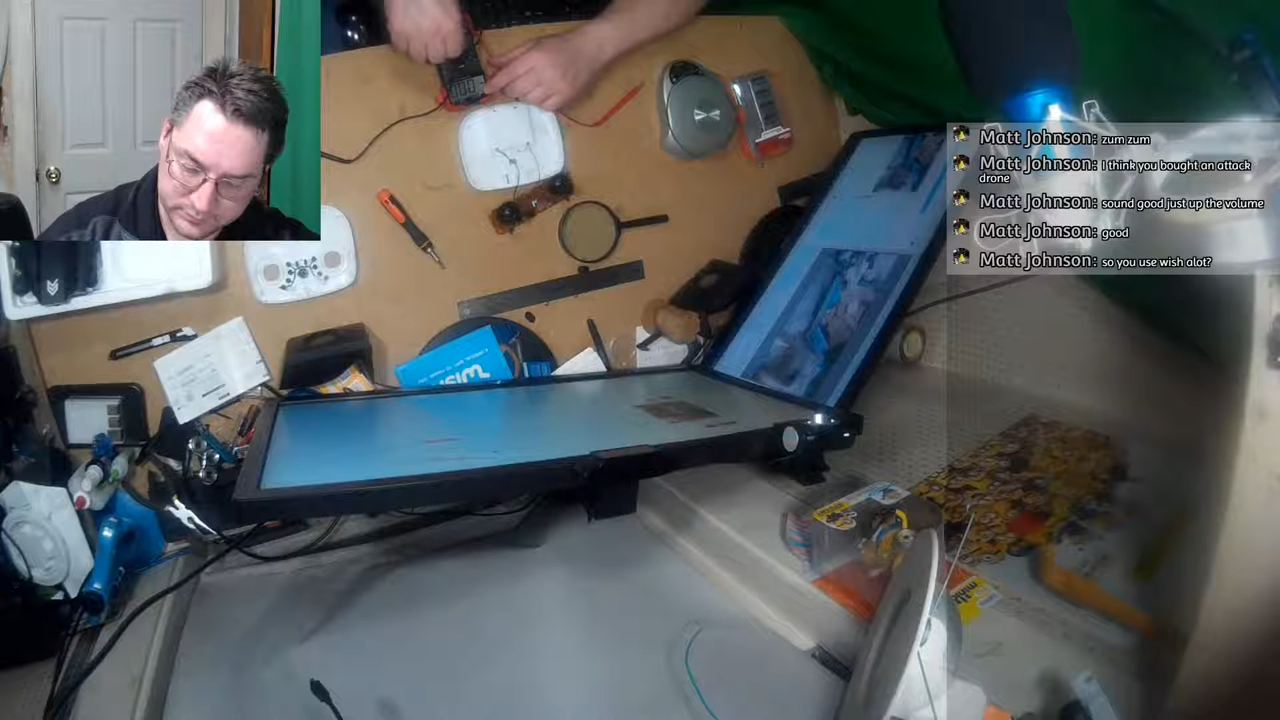 Matt Johnson: zum zum
Matt Johnson: I think you bought an attack
drone
Matt Johnson: sound good just up the volume
Matt Johnson: good
Matt Johnson: so you use wish alot?
wish